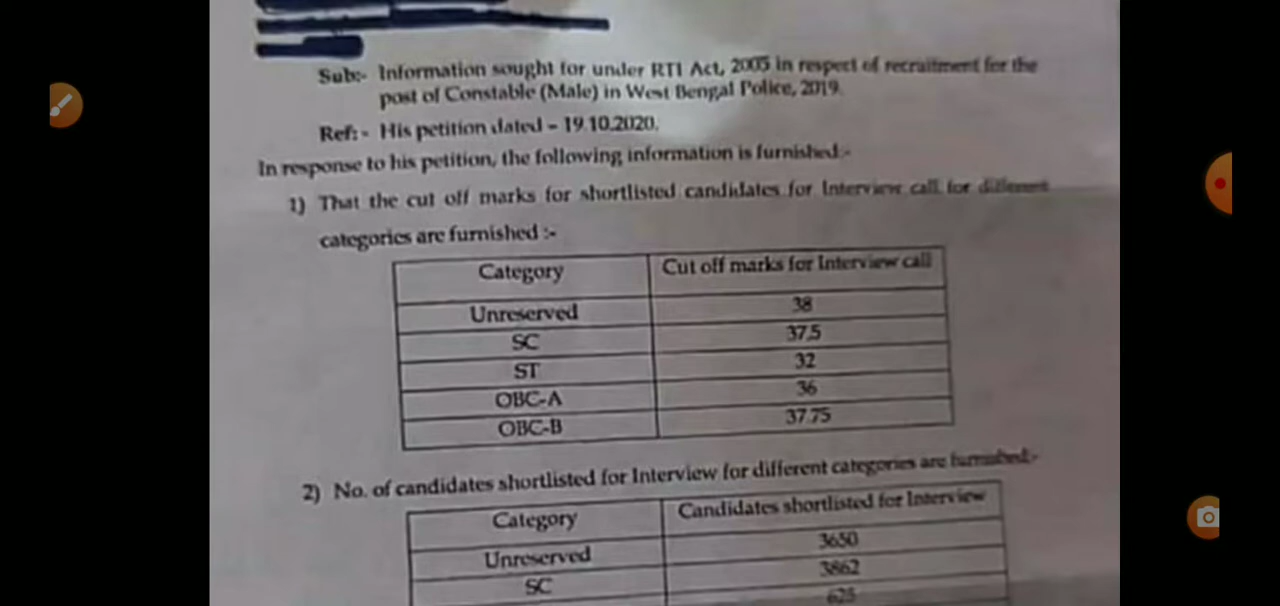 Sub:- Information sought for under RTI Act, 2005 in respect of recruitment for the
post of Constable (Male) in West Bengal Police, 2019.
Ref: - His petition dated - 19.10.2020.
In response to his petition, the following information is furnished:-
1) That the cut off marks for shortlisted candidates for Interview call for different
categories are furnished :-
Category Cut off marks for Interview call
Unreserved 38
SC 37.5
ST 32
OBC-A 36
OBC-B 37.75
2) No. of candidates shortlisted for Interview for different categories are furnished:-
Category Candidates shortlisted for Interview
Unreserved 3650
SC 3862
625